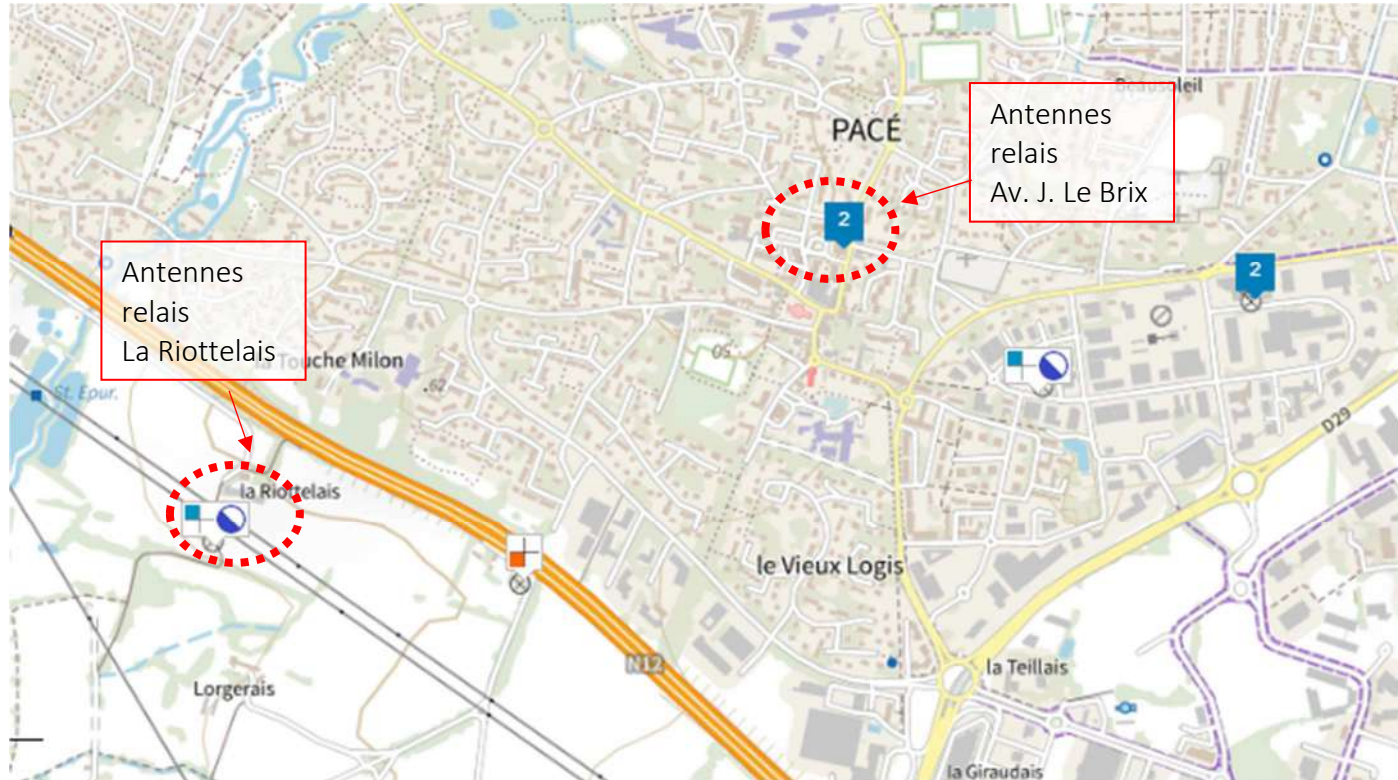 Beausoleil
PACÉ
Antennes
relais
Av. J. Le Brix
2
2
Antennes
relais
La Riottelais
la Touche Milon
62
St. Epur.
la Riottelais
D29
le Vieux Logis
N12
la Teillais
Lorgerais
la Giraudais